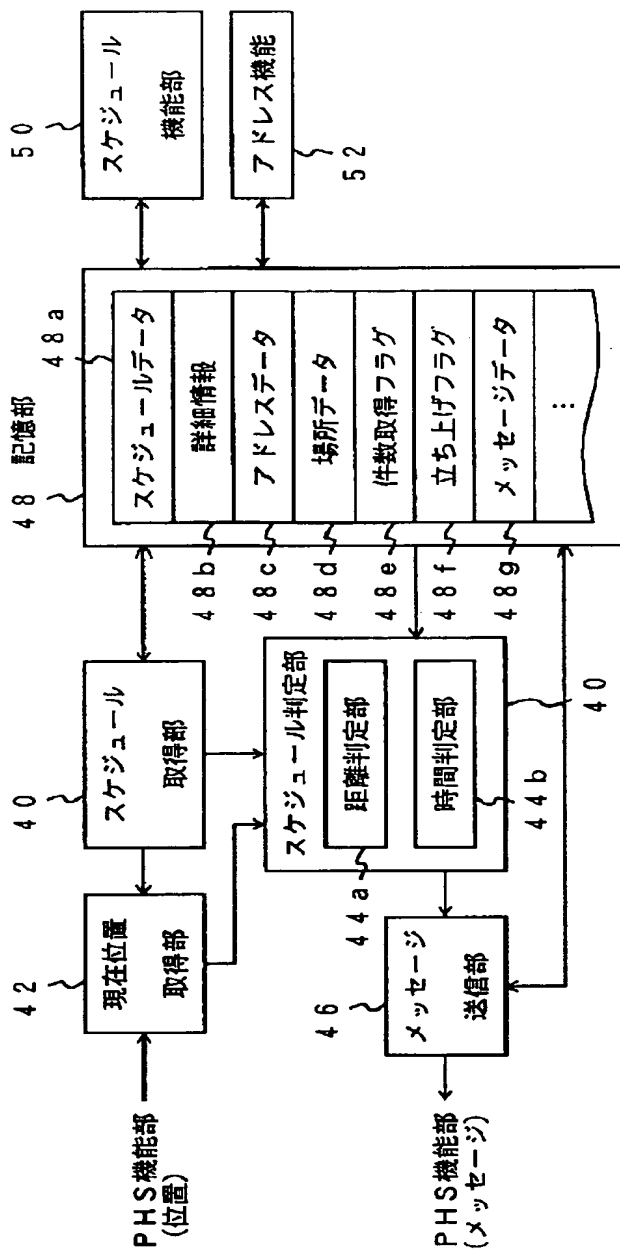 PHS機能部
(位置)
42
現在位置
取得部
40
スケジュール
取得部
48
記憶部
48a
スケジュールデータ
48b
詳細情報
48c
アドレスデータ
48d
場所データ
48e
件数取得フラグ
48f
立ち上げフラグ
48g
メッセージデータ
⋮
50
スケジュール
機能部
52
アドレス機能
スケジュール判定部
40
44a
距離判定部
時間判定部
44b
46
メッセージ
送信部
PHS機能部
(メッセージ)